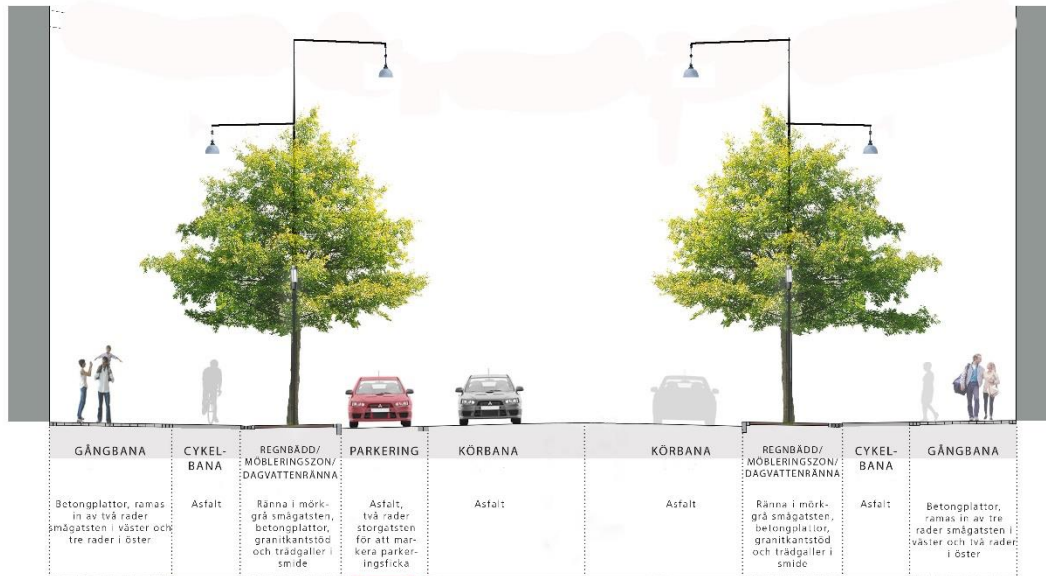 GÅNGBANA
CYKEL-
BANA
REGNBÄDD/
MÖBLERINGSZON/
DAGVATTENRÄNNA
PARKERING
KÖRBANA
KÖRBANA
REGNBÄDD/
MÖBLERINGSZON/
DAGVATTENRÄNNA
CYKEL-
BANA
GÅNGBANA
Betongplattor, ramas
in av två rader
smågatsten i väster och
tre rader i öster
Asfalt
Ränna i mörk-
grå smågatsten,
betongplattor,
granitkantstöd
och trädgaller i
smide
Asfalt,
två rader
storgatsten
för att mar-
kera parker-
ingsficka
Asfalt
Asfalt
Ränna i mörk-
grå smågatsten,
betongplattor,
granitkantstöd
och trädgaller i
smide
Asfalt
Betongplattor,
ramas in av tre
rader smågatsten i
väster och två rader
i öster